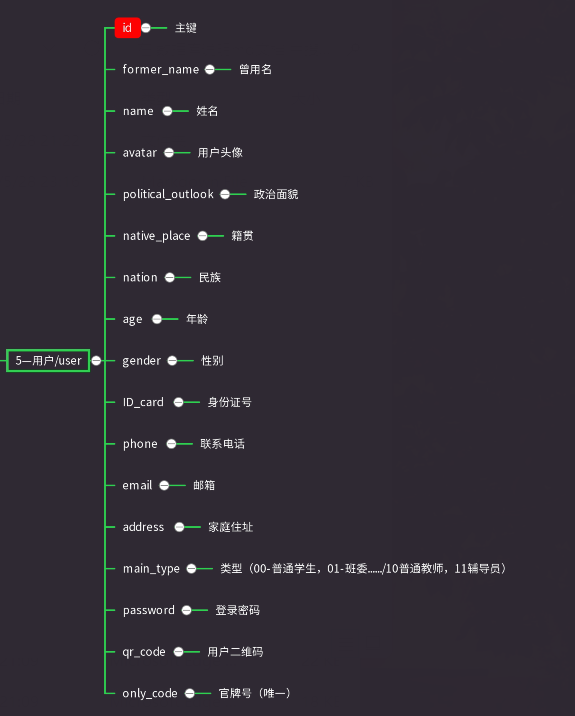 id 主键
former_name 曾用名
name 姓名
avatar 用户头像
political_outlook 政治面貌
native_place 籍贯
nation 民族
age 年龄
5—用户/user
gender 性别
ID_card 身份证号
phone 联系电话
email 邮箱
address 家庭住址
main_type 类型（00-普通学生，01-班委....../10普通教师，11辅导员）
password 登录密码
qr_code 用户二维码
only_code 官牌号（唯一）